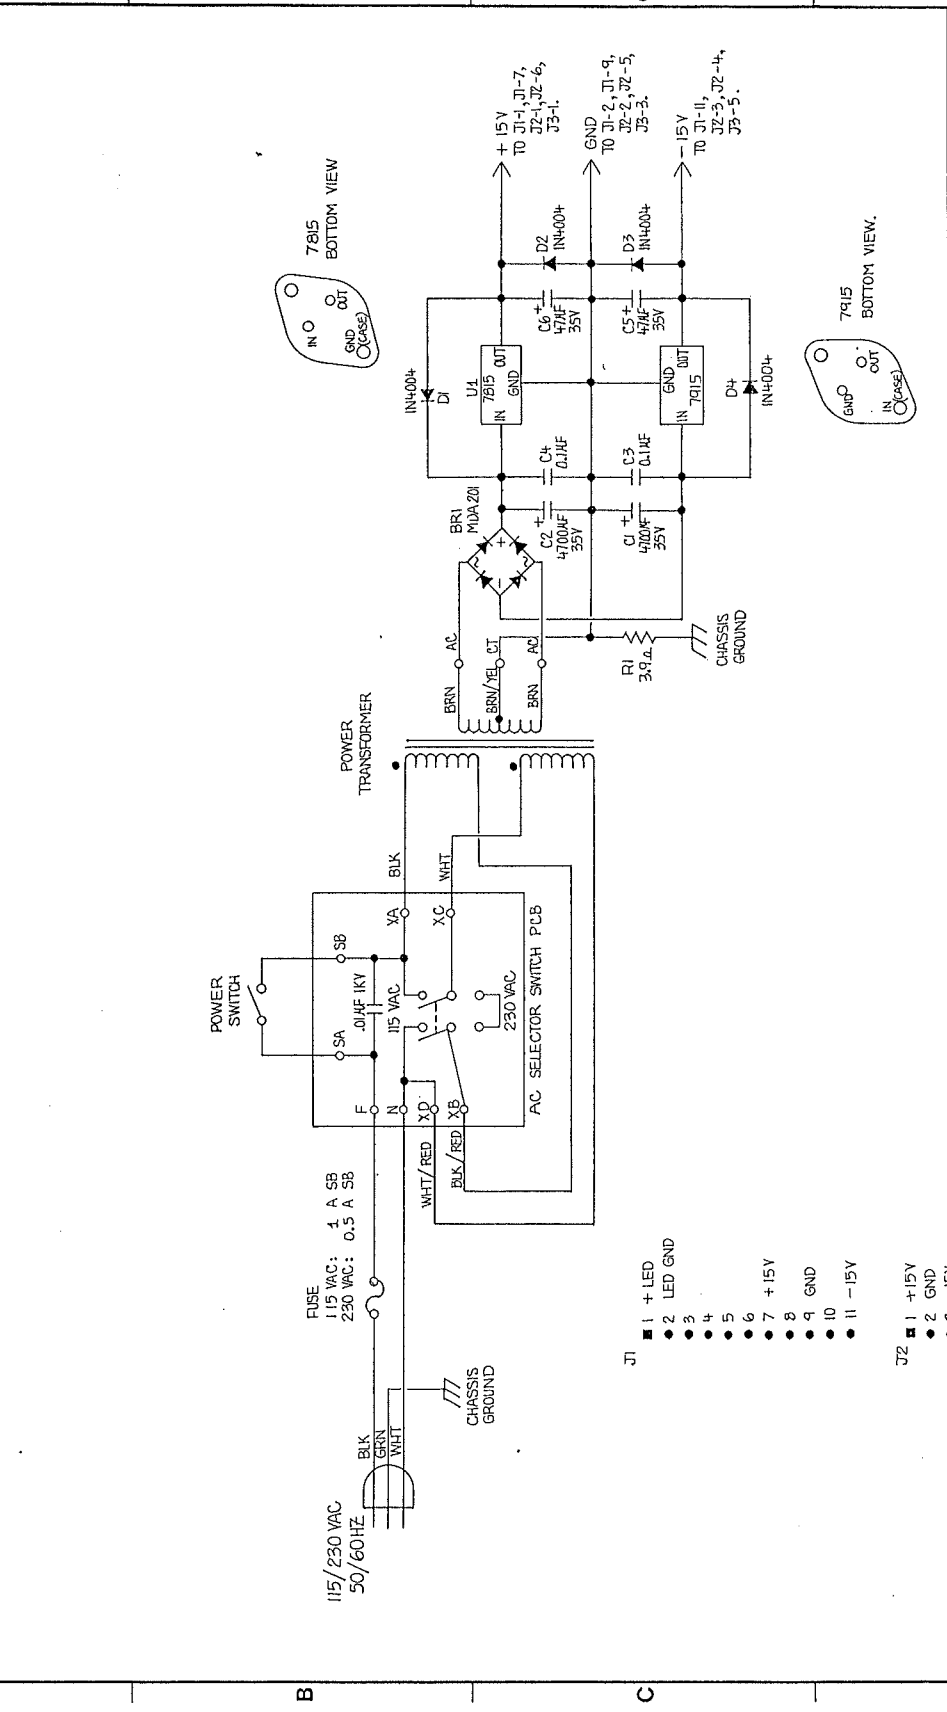 115/230 VAC
50/60HZ
BLK
GRN
WHT
CHASSIS
GROUND
FUSE
115 VAC: 1 A SB
230 VAC: 0.5 A SB
POWER
SWITCH
SA
SB
F
N
XD
XB
.01µF 1KV
115 VAC
230 VAC
XA
XC
AC SELECTOR SWITCH PCB
WHT/RED
BLK/RED
BLK
WHT
POWER
TRANSFORMER
BRN
BRN/YEL
BRN
AC
CT
AC
R1
3.9Ω
CHASSIS
GROUND
BR1
MDA201
+
~
~
-
C2
+
4700µF
35V
C1
+
4700µF
35V
C4
0.1µF
C3
0.1µF
1N4004
D1
U1
7815
IN
OUT
GND
GND
OUT
IN
7915
D4
1N4004
C6
+
47µF
35V
C5
+
47µF
35V
D2
1N4004
D3
1N4004
+15V
TO J1-1, J1-7,
J2-1, J2-6,
J3-1.
GND
TO J1-2, J1-9,
J2-2, J2-5,
J3-3.
-15V
TO J1-11,
J2-3, J2-4,
J3-5.
7815
BOTTOM VIEW
IN
OUT
GND
(CASE)
7915
BOTTOM VIEW.
GND
OUT
IN
(CASE)
J1
1 +LED
2 LED GND
3
4
5
6
7 +15V
8
9 GND
10
11 -15V
J2
1 +15V
2 GND
B
C